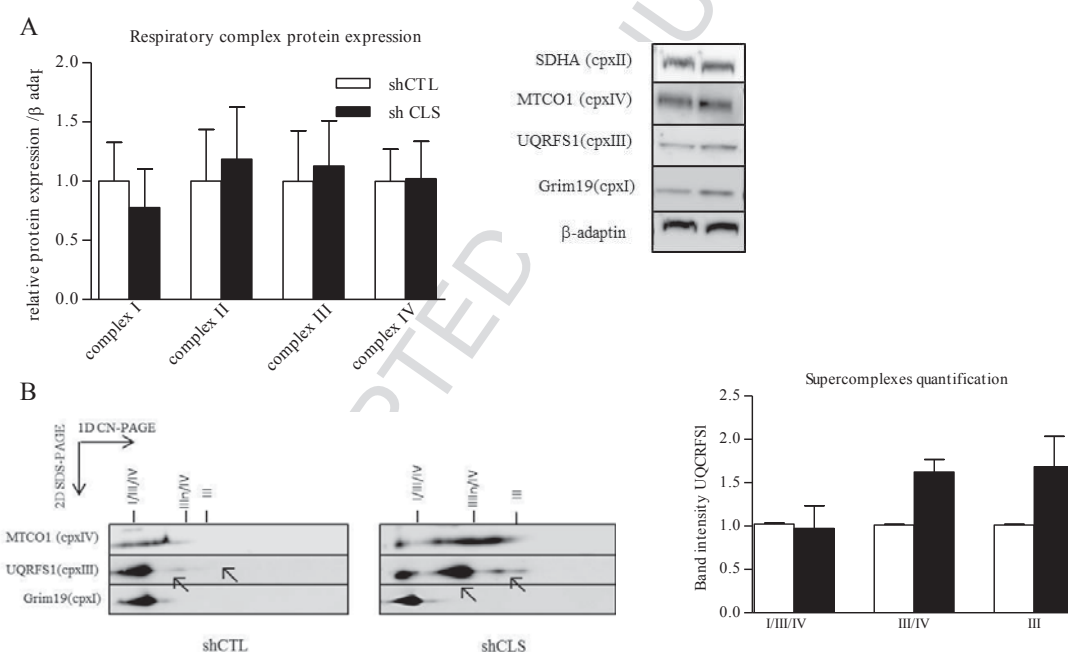 A
Respiratory complex protein expression
relative protein expression /β adaр
2.0
1.5
1.0
0.5
0.0
shCTL
sh CLS
complex I
complex II
complex III
complex IV
SDHA (cpxII)
MTCO1 (cpxIV)
UQRFS1(cpxIII)
Grim19(cpxI)
β-adaptin
PTED
B
1D CN-PAGE
2D SDS-PAGE
I/III/IV
III
I/III/IV
III
MTCO1 (cpxIV)
UQRFS1(cpxIII)
Grim19(cpxI)
shCTL
shCLS
Supercomplexes quantification
Band intensity UQCRFS1
2.5
2.0
1.5
1.0
0.5
0.0
I/III/IV
III/IV
III